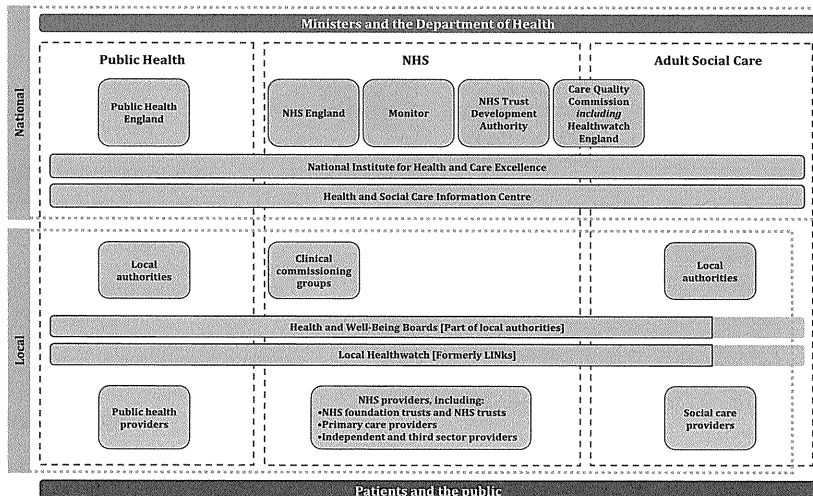 Ministers and the Department of Health
Public Health
NHS
Adult Social Care
National
Public Health
England
NHS England
Monitor
NHS Trust
Development
Authority
Care Quality
Commission
including
Healthwatch
England
National Institute for Health and Care Excellence
Health and Social Care Information Centre
Local
Local
authorities
Clinical
commissioning
groups
Local
authorities
Health and Well-Being Boards [Part of local authorities]
Local Healthwatch [Formerly LINks]
Public health
providers
NHS providers, including:
•NHS foundation trusts and NHS trusts
•Primary care providers
•Independent and third sector providers
Social care
providers
Patients and the public